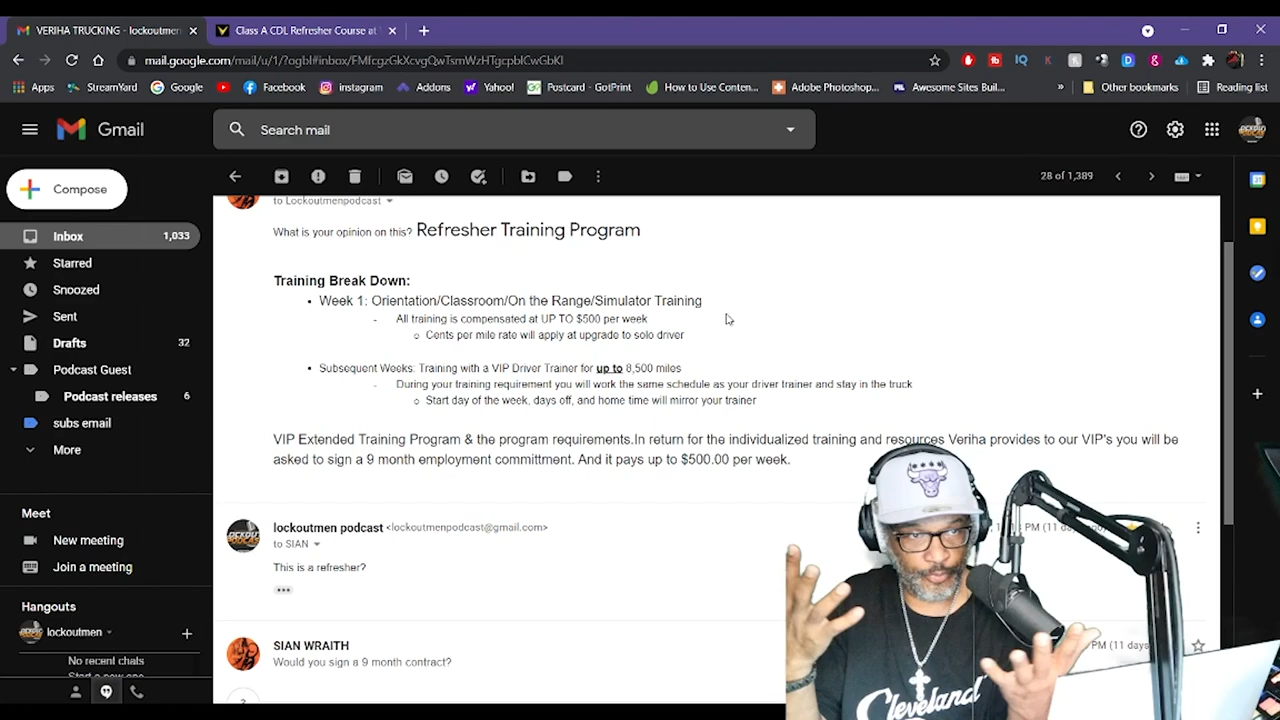 VERIHA TRUCKING - lockoutmen
Class A CDL Refresher Course at
mail.google.com/mail/u/1/?ogbl#inbox/FMfcgzGkXcvgQwTsmWzHTgcpblCwGbKl
Apps
StreamYard
Google
Facebook
instagram
Addons
Yahoo!
Postcard - GotPrint
How to Use Conten...
Adobe Photoshop...
Awesome Sites Buil...
»
Other bookmarks
Reading list
Gmail
Search mail
Compose
28 of 1,389
Inbox 1,033
Starred
Snoozed
Sent
Drafts 32
Podcast Guest
Podcast releases 6
subs email
More
Meet
New meeting
Join a meeting
Hangouts
lockoutmen
No recent chats
to Lockoutmenpodcast
What is your opinion on this? Refresher Training Program
Training Break Down:
Week 1: Orientation/Classroom/On the Range/Simulator Training
- All training is compensated at UP TO $500 per week
Cents per mile rate will apply at upgrade to solo driver
Subsequent Weeks: Training with a VIP Driver Trainer for up to 8,500 miles
- During your training requirement you will work the same schedule as your driver trainer and stay in the truck
Start day of the week, days off, and home time will mirror your trainer
VIP Extended Training Program & the program requirements.In return for the individualized training and resources Veriha provides to our VIP's you will be
asked to sign a 9 month employment committment. And it pays up to $500.00 per week.
lockoutmen podcast <lockoutmenpodcast@gmail.com>
PM (11 days ago)
to SIAN
This is a refresher?
SIAN WRAITH
PM (11 days
Would you sign a 9 month contract?
Cleveland